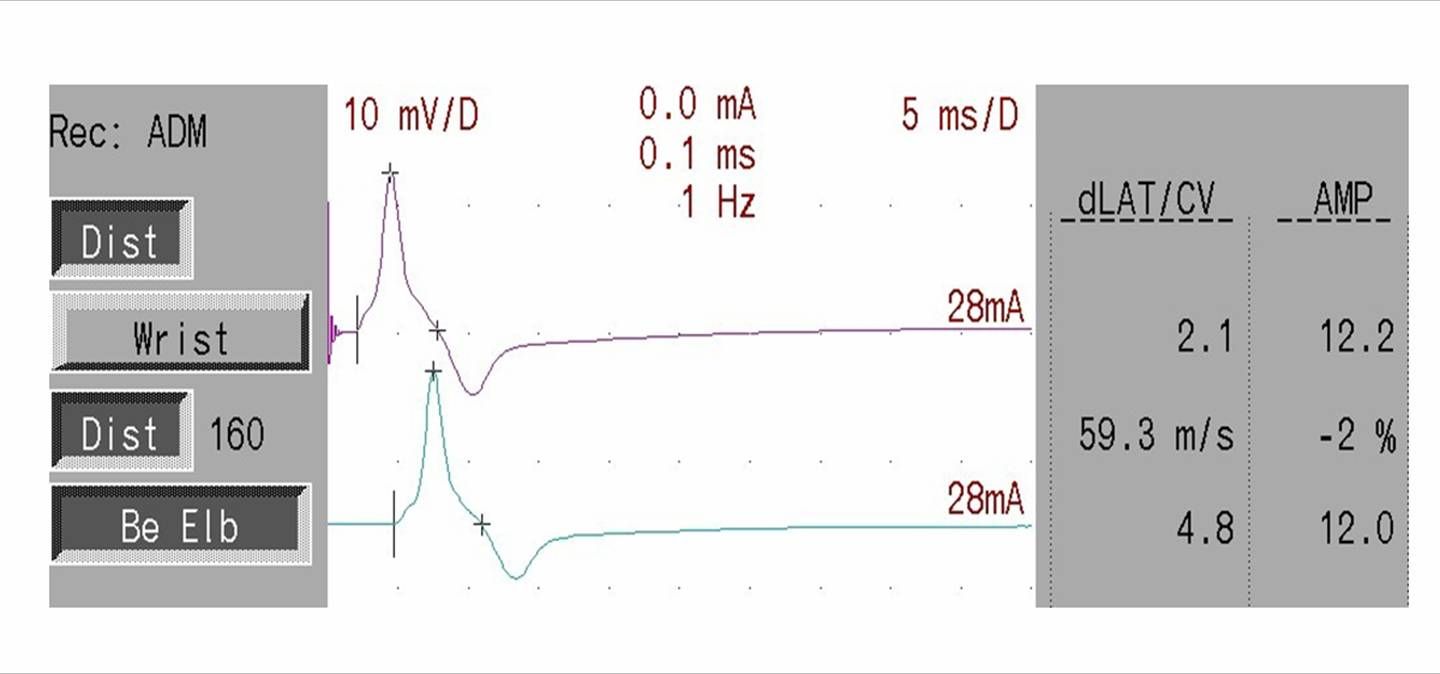 Rec: ADM
10 mV/D
0.0 mA
5 ms/D
0.1 ms
1 Hz
dLAT/CV
AMP
Dist
28mA
Wrist
2.1
12.2
Dist
160
59.3 m/s
-2 %
28mA
Be Elb
4.8
12.0